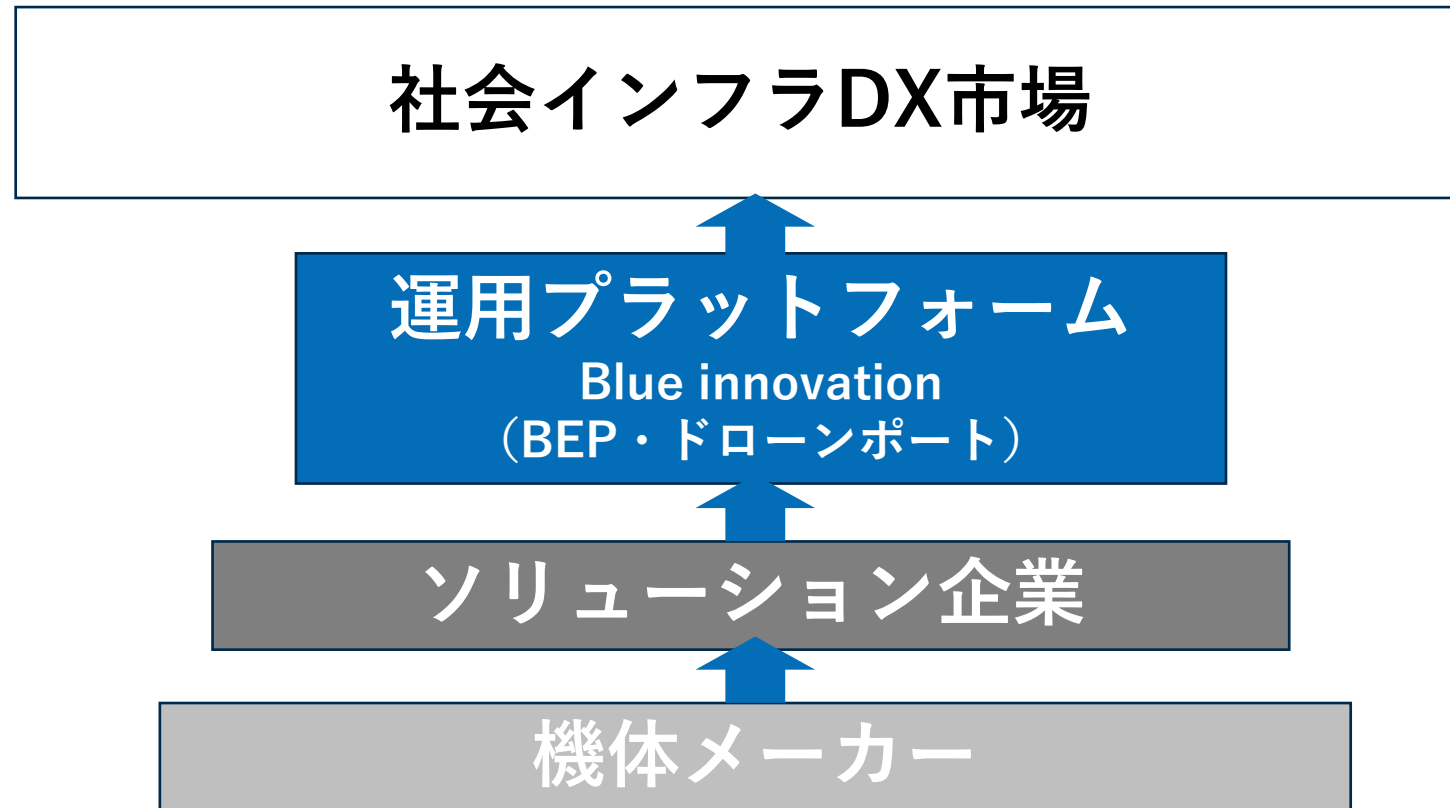 社会インフラDX市場
運用プラットフォーム
Blue innovation
（BEP・ドローンポート）
ソリューション企業
機体メーカー